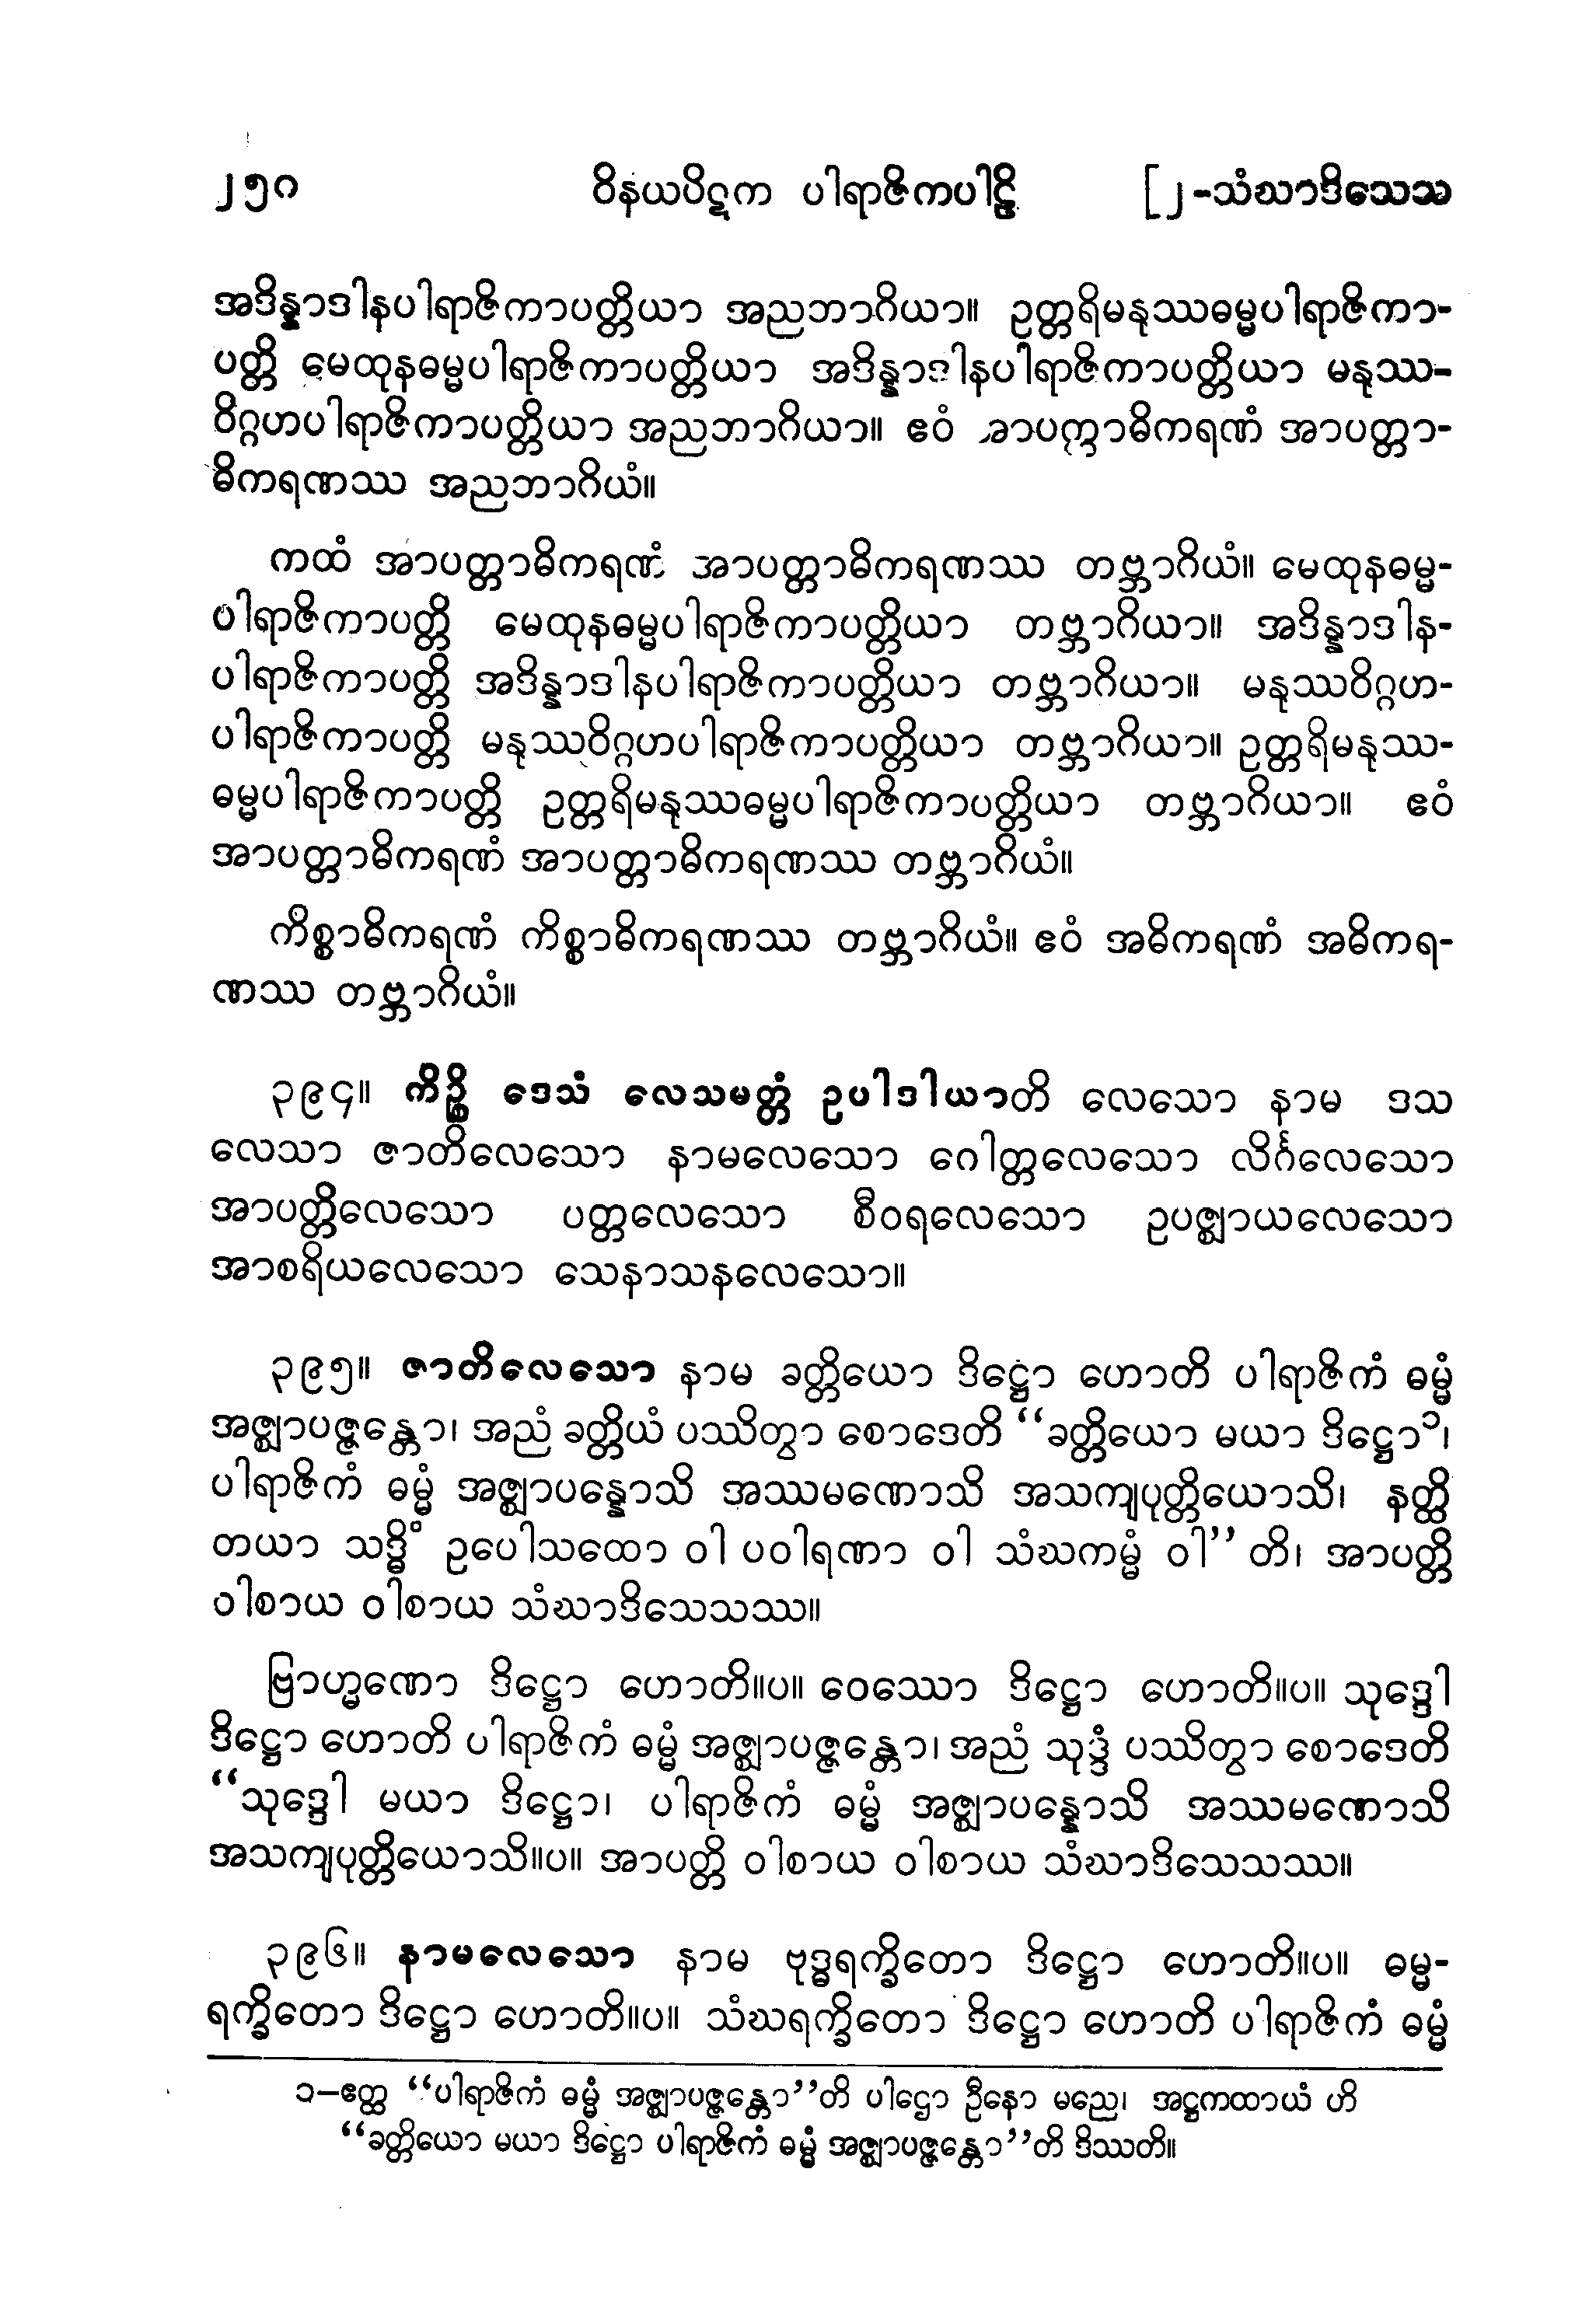 ၂၅၀ ဝိနယပိဋက ပါရာဇိကပါဠိ [၂-သံဃာဒိသေသ
အဒိန္နာဒါနပါရာဇိကာပတ္တိယာ အညဘာဂိယာ။ ဥတ္တရိမနုဿဓမ္မပါရာဇိကာ-
ပတ္တိ မေထုနဓမ္မပါရာဇိကာပတ္တိယာ အဒိန္နာဒါနပါရာဇိကာပတ္တိယာ မနုဿ-
ဝိဂ္ဂဟပါရာဇိကာပတ္တိယာ အညဘာဂိယာ။ ဧဝံ အာပတ္တာဓိကရဏံ အာပတ္တာ-
ဓိကရဏဿ အညဘာဂိယံ။
ကထံ အာပတ္တာဓိကရဏံ အာပတ္တာဓိကရဏဿ တဗ္ဘာဂိယံ။ မေထုနဓမ္မ-
ပါရာဇိကာပတ္တိ မေထုနဓမ္မပါရာဇိကာပတ္တိယာ တဗ္ဘာဂိယာ။ အဒိန္နာဒါန-
ပါရာဇိကာပတ္တိ အဒိန္နာဒါနပါရာဇိကာပတ္တိယာ တဗ္ဘာဂိယာ။ မနုဿဝိဂ္ဂဟ-
ပါရာဇိကာပတ္တိ မနုဿဝိဂ္ဂဟပါရာဇိကာပတ္တိယာ တဗ္ဘာဂိယာ။ ဥတ္တရိမနုဿ-
ဓမ္မပါရာဇိကာပတ္တိ ဥတ္တရိမနုဿဓမ္မပါရာဇိကာပတ္တိယာ တဗ္ဘာဂိယာ။ ဧဝံ
အာပတ္တာဓိကရဏံ အာပတ္တာဓိကရဏဿ တဗ္ဘာဂိယံ။
ကိစ္စာဓိကရဏံ ကိစ္စာဓိကရဏဿ တဗ္ဘာဂိယံ။ ဧဝံ အဓိကရဏံ အဓိကရ-
ဏဿ တဗ္ဘာဂိယံ။
၃၉၄။ ကိဉ္စိ ဒေသံ လေသမတ္တံ ဥပါဒါယာတိ လေသော နာမ ဒသ
လေသာ ဇာတိလေသော နာမလေသော ဂေါတ္တလေသော လိင်္ဂလေသော
အာပတ္တိလေသော ပတ္တလေသော စီဝရလေသော ဥပဇ္ဈာယလေသော
အာစရိယလေသော သေနာသနလေသော။
၃၉၅။ ဇာတိလေသော နာမ ခတ္တိယော ဒိဋ္ဌော ဟောတိ ပါရာဇိကံ ဓမ္မံ
အဇ္ဈာပဇ္ဇန္တော၊ အညံ ခတ္တိယံ ပဿိတွာ စောဒေတိ “ခတ္တိယော မယာ ဒိဋ္ဌော၁၊
ပါရာဇိကံ ဓမ္မံ အဇ္ဈာပန္နောသိ အဿမဏောသိ အသကျပုတ္တိယောသိ၊ နတ္ထိ
တယာ သဒ္ဓိံ ဥပေါသထော ဝါ ပဝါရဏာ ဝါ သံဃကမ္မံ ဝါ” တိ၊ အာပတ္တိ
ဝါစာယ ဝါစာယ သံဃာဒိသေသဿ။
ဗြာဟ္မဏော ဒိဋ္ဌော ဟောတိ။ပ။ ဝေဿော ဒိဋ္ဌော ဟောတိ။ပ။ သုဒ္ဒေါ
ဒိဋ္ဌော ဟောတိ ပါရာဇိကံ ဓမ္မံ အဇ္ဈာပဇ္ဇန္တော၊ အညံ သုဒ္ဒံ ပဿိတွာ စောဒေတိ
“သုဒ္ဒေါ မယာ ဒိဋ္ဌော၊ ပါရာဇိကံ ဓမ္မံ အဇ္ဈာပန္နောသိ အဿမဏောသိ
အသကျပုတ္တိယောသိ။ပ။ အာပတ္တိ ဝါစာယ ဝါစာယ သံဃာဒိသေသဿ။
၃၉၆။ နာမလေသော နာမ ဗုဒ္ဓရက္ခိတော ဒိဋ္ဌော ဟောတိ။ပ။ ဓမ္မ-
ရက္ခိတော ဒိဋ္ဌော ဟောတိ။ပ။ သံဃရက္ခိတော ဒိဋ္ဌော ဟောတိ ပါရာဇိကံ ဓမ္မံ
၁-ဧတ္ထ “ပါရာဇိကံ ဓမ္မံ အဇ္ဈာပဇ္ဇန္တော”တိ ပါဌော ဦနော မညေ၊ အဋ္ဌကထာယံ ဟိ
“ခတ္တိယော မယာ ဒိဋ္ဌော ပါရာဇိကံ ဓမ္မံ အဇ္ဈာပဇ္ဇန္တော”တိ ဒိဿတိ။